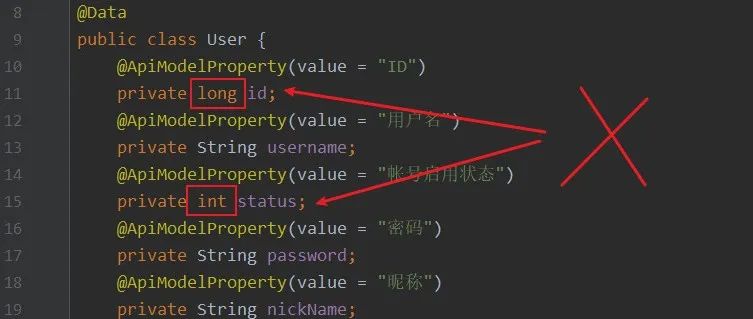 8 @Data
9 public class User {
10 @ApiModelProperty(value = "ID")
11 private long id;
12 @ApiModelProperty(value = "用户名")
13 private String username;
14 @ApiModelProperty(value = "帐号启用状态")
15 private int status;
16 @ApiModelProperty(value = "密码")
17 private String password;
18 @ApiModelProperty(value = "昵称")
19 private String nickName;